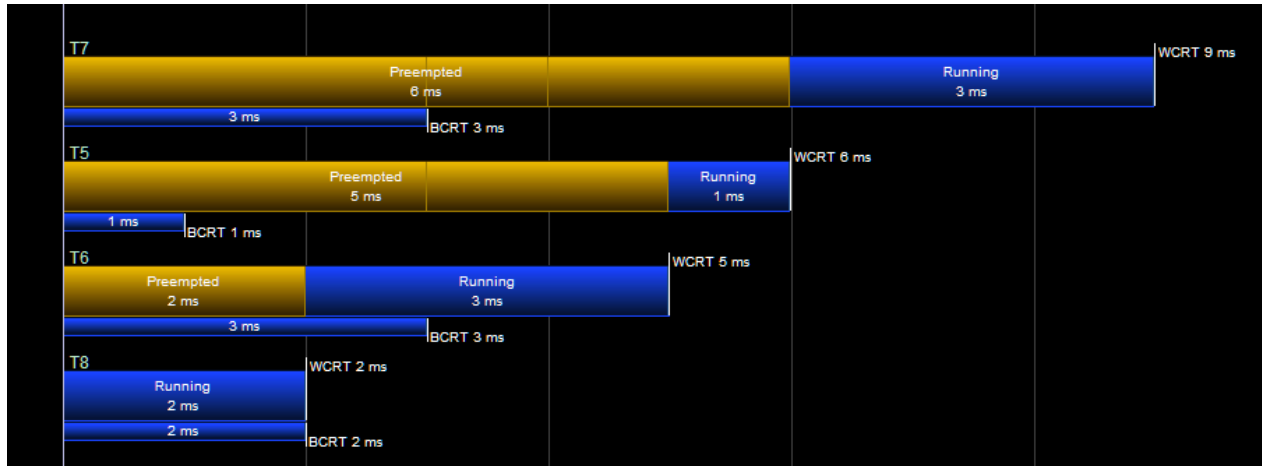 T7
WCRT 9 ms
Preempted
6 ms
Running
3 ms
3 ms
BCRT 3 ms
T5
WCRT 6 ms
Preempted
5 ms
Running
1 ms
1 ms
BCRT 1 ms
T6
WCRT 5 ms
Preempted
2 ms
Running
3 ms
3 ms
BCRT 3 ms
T8
WCRT 2 ms
Running
2 ms
2 ms
BCRT 2 ms